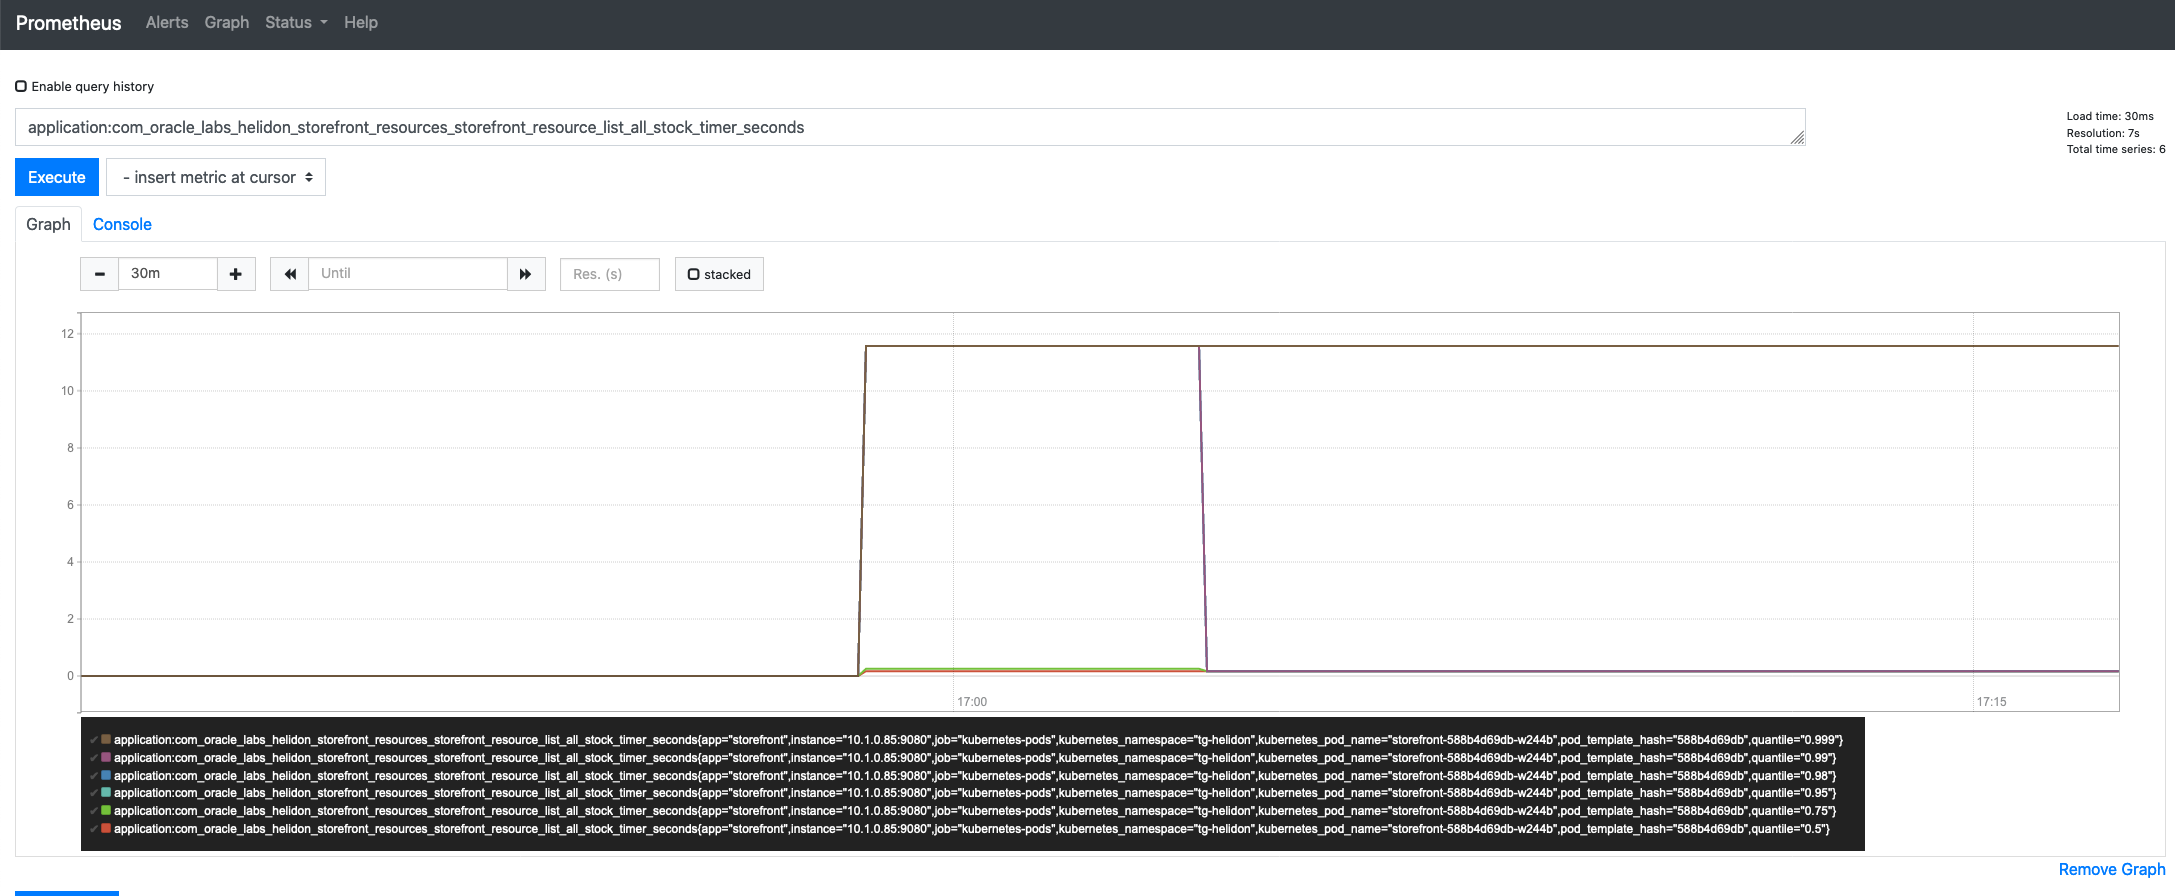 Prometheus Alerts Graph Status Help
Enable query history
application:com_oracle_labs_helidon_storefront_resources_storefront_resource_list_all_stock_timer_seconds
Load time: 30ms
Resolution: 7s
Total time series: 6
Execute - insert metric at cursor
Graph Console
30m Until Res. (s) stacked
12
10
8
6
4
2
0
17:00 17:15
application:com_oracle_labs_helidon_storefront_resources_storefront_resource_list_all_stock_timer_seconds{app="storefront",instance="10.1.0.85:9080",job="kubernetes-pods",kubernetes_namespace="tg-helidon",kubernetes_pod_name="storefront-588b4d69db-w244b",pod_template_hash="588b4d69db",quantile="0.999"}
application:com_oracle_labs_helidon_storefront_resources_storefront_resource_list_all_stock_timer_seconds{app="storefront",instance="10.1.0.85:9080",job="kubernetes-pods",kubernetes_namespace="tg-helidon",kubernetes_pod_name="storefront-588b4d69db-w244b",pod_template_hash="588b4d69db",quantile="0.99"}
application:com_oracle_labs_helidon_storefront_resources_storefront_resource_list_all_stock_timer_seconds{app="storefront",instance="10.1.0.85:9080",job="kubernetes-pods",kubernetes_namespace="tg-helidon",kubernetes_pod_name="storefront-588b4d69db-w244b",pod_template_hash="588b4d69db",quantile="0.98"}
application:com_oracle_labs_helidon_storefront_resources_storefront_resource_list_all_stock_timer_seconds{app="storefront",instance="10.1.0.85:9080",job="kubernetes-pods",kubernetes_namespace="tg-helidon",kubernetes_pod_name="storefront-588b4d69db-w244b",pod_template_hash="588b4d69db",quantile="0.95"}
application:com_oracle_labs_helidon_storefront_resources_storefront_resource_list_all_stock_timer_seconds{app="storefront",instance="10.1.0.85:9080",job="kubernetes-pods",kubernetes_namespace="tg-helidon",kubernetes_pod_name="storefront-588b4d69db-w244b",pod_template_hash="588b4d69db",quantile="0.75"}
application:com_oracle_labs_helidon_storefront_resources_storefront_resource_list_all_stock_timer_seconds{app="storefront",instance="10.1.0.85:9080",job="kubernetes-pods",kubernetes_namespace="tg-helidon",kubernetes_pod_name="storefront-588b4d69db-w244b",pod_template_hash="588b4d69db",quantile="0.5"}
Remove Graph